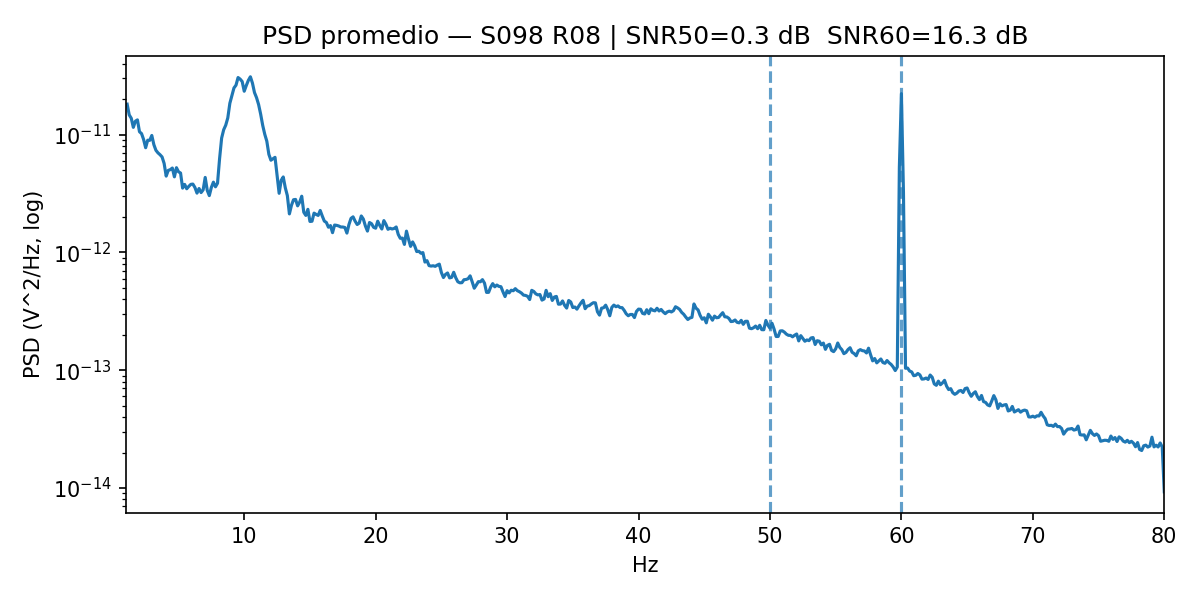 PSD promedio — S098 R08 | SNR50=0.3 dB  SNR60=16.3 dB
PSD (V^2/Hz, log)
10⁻¹¹
10⁻¹²
10⁻¹³
10⁻¹⁴
10 20 30 40 50 60 70 80
Hz